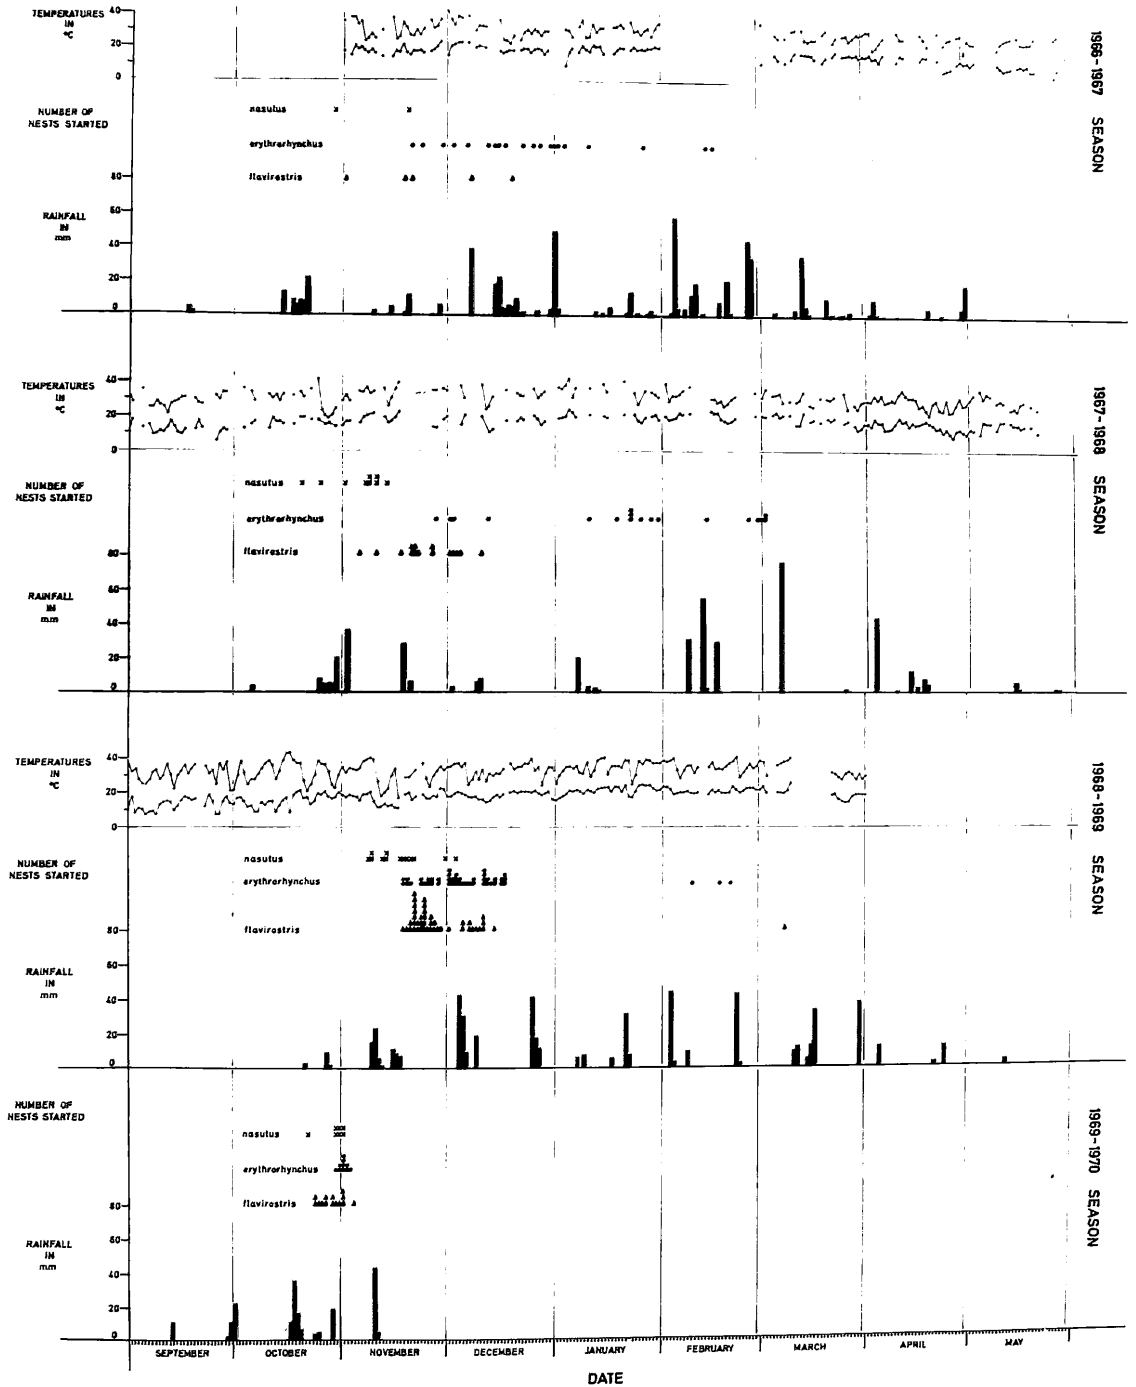 TEMPERATURES
IN
°C
40
20
0
NUMBER OF
NESTS STARTED
nasutus
erythrorhynchus
flavirostris
RAINFALL
IN
mm
80
60
40
20
0
1966-1967 SEASON
TEMPERATURES
IN
°C
40
20
0
NUMBER OF
NESTS STARTED
nasutus
erythrorhynchus
flavirostris
RAINFALL
IN
mm
80
60
40
20
0
1967-1968 SEASON
TEMPERATURES
IN
°C
40
20
0
NUMBER OF
NESTS STARTED
nasutus
erythrorhynchus
flavirostris
RAINFALL
IN
mm
80
60
40
20
0
1968-1969 SEASON
NUMBER OF
NESTS STARTED
nasutus
erythrorhynchus
flavirostris
RAINFALL
IN
mm
80
60
40
20
0
1969-1970 SEASON
SEPTEMBER OCTOBER NOVEMBER DECEMBER JANUARY FEBRUARY MARCH APRIL MAY
DATE